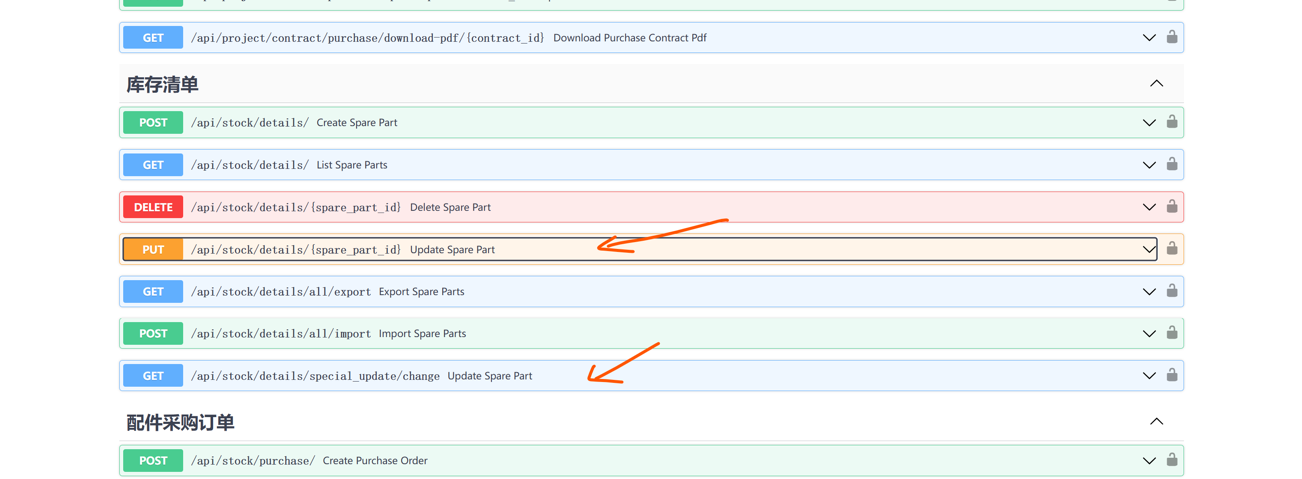 GET /api/project/contract/purchase/download-pdf/{contract_id} Download Purchase Contract Pdf
库存清单
POST /api/stock/details/ Create Spare Part
GET /api/stock/details/ List Spare Parts
DELETE /api/stock/details/{spare_part_id} Delete Spare Part
PUT /api/stock/details/{spare_part_id} Update Spare Part
GET /api/stock/details/all/export Export Spare Parts
POST /api/stock/details/all/import Import Spare Parts
GET /api/stock/details/special_update/change Update Spare Part
配件采购订单
POST /api/stock/purchase/ Create Purchase Order